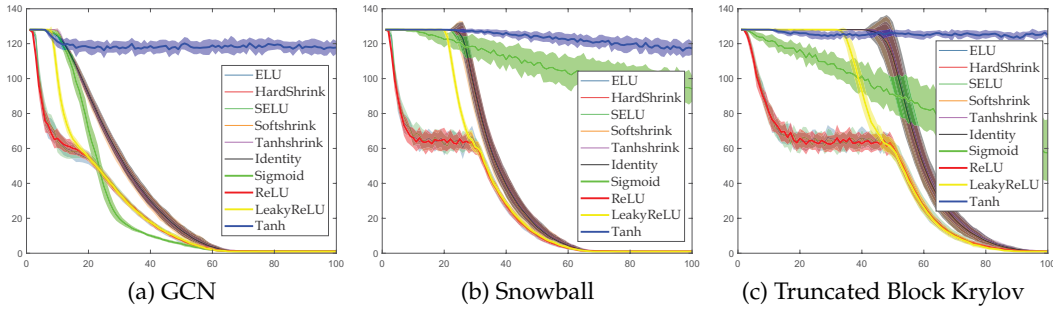 140
120
100
80
60
40
20
0
0 20 40 60 80 100
ELU
HardShrink
SELU
Softshrink
Tanhshrink
Identity
Sigmoid
ReLU
LeakyReLU
Tanh
(a) GCN
140
120
100
80
60
40
20
0
0 20 40 60 80 100
ELU
HardShrink
SELU
Softshrink
Tanhshrink
Identity
Sigmoid
ReLU
LeakyReLU
Tanh
(b) Snowball
140
120
100
80
60
40
20
0
0 20 40 60 80 100
ELU
HardShrink
SELU
Softshrink
Tanhshrink
Identity
Sigmoid
ReLU
LeakyReLU
Tanh
(c) Truncated Block Krylov